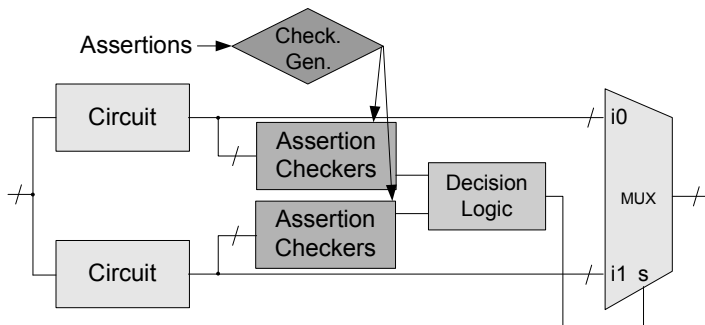 Assertions
Check.
Gen.
Circuit
i0
Assertion
Checkers
Decision
Logic
MUX
Assertion
Checkers
Circuit
i1 s